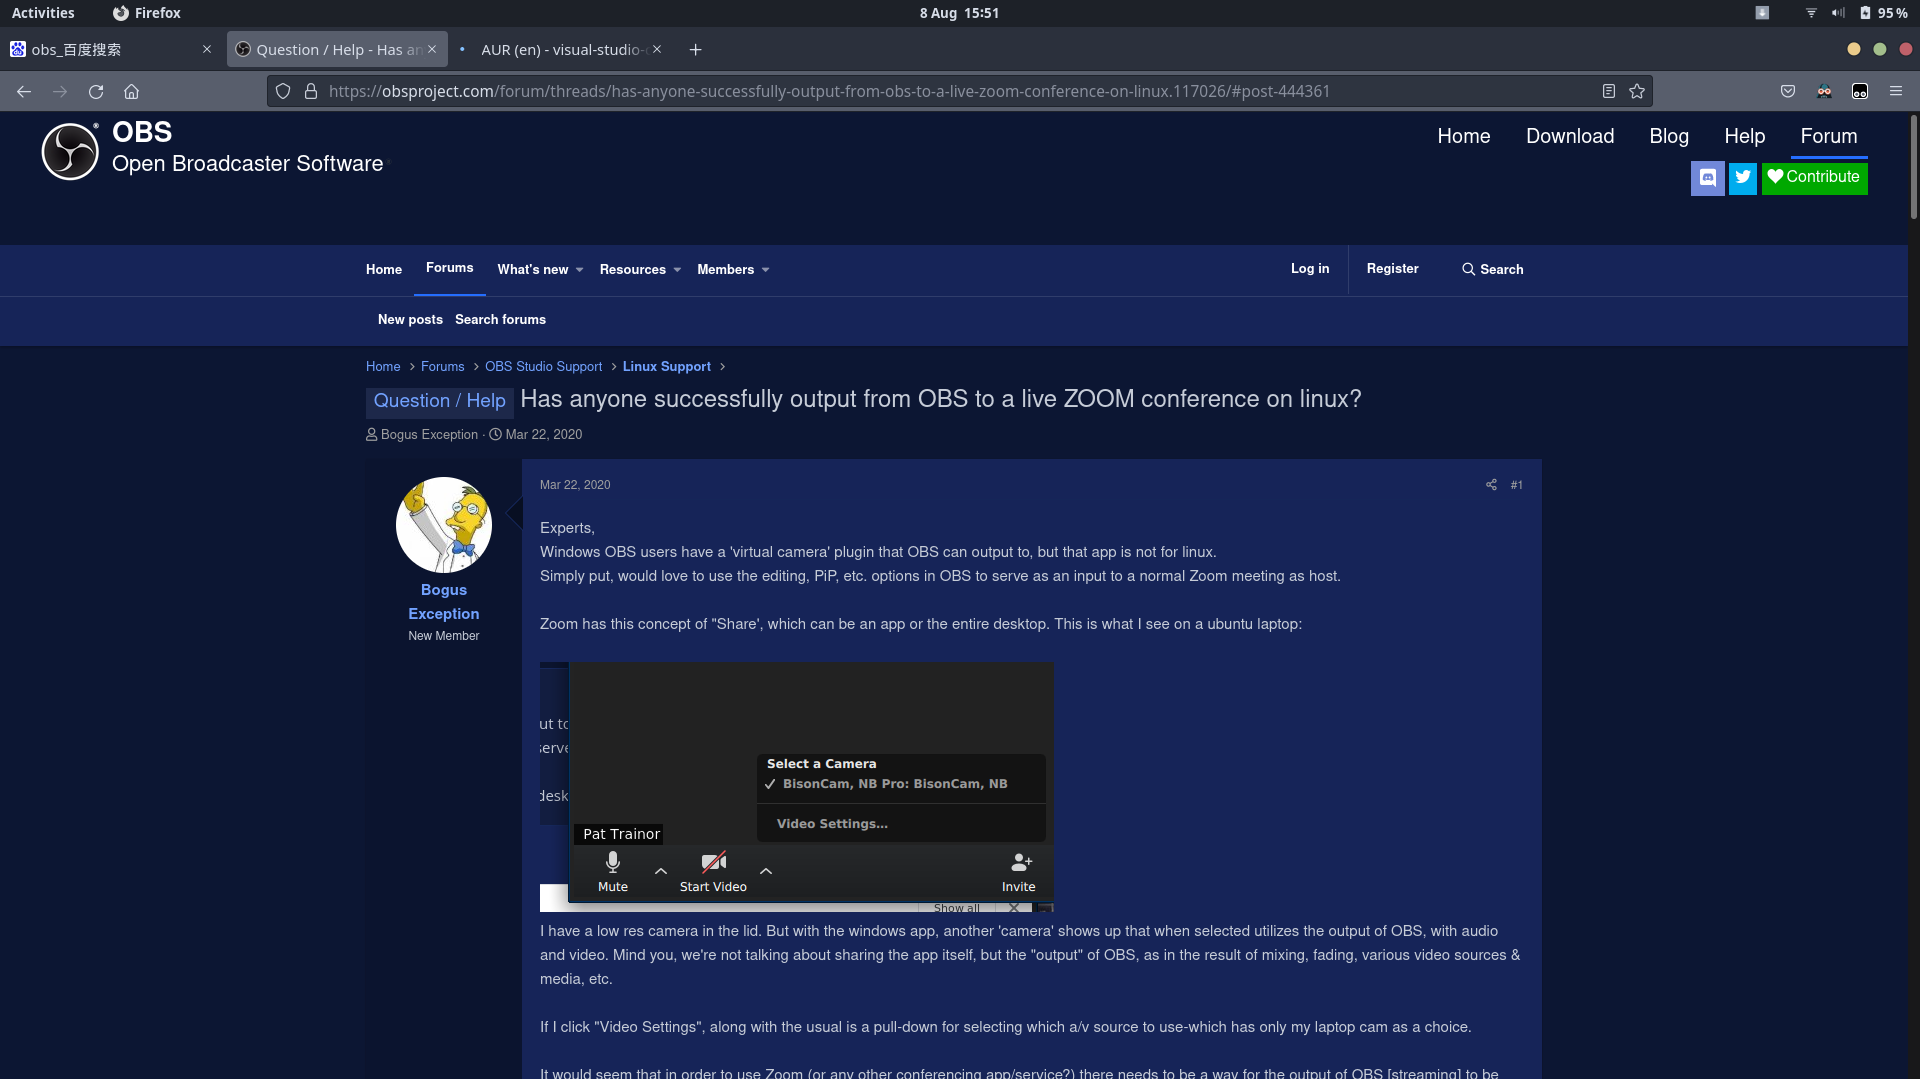 Activities
Firefox
8 Aug 15:51
95 %
obs_百度搜索
Question / Help - Has an
AUR (en) - visual-studio-
https://obsproject.com/forum/threads/has-anyone-successfully-output-from-obs-to-a-live-zoom-conference-on-linux.117026/#post-444361
OBS
Open Broadcaster Software
Home
Download
Blog
Help
Forum
Contribute
Home
Forums
What's new
Resources
Members
Log in
Register
Search
New posts
Search forums
Home
Forums
OBS Studio Support
Linux Support
Question / Help
Has anyone successfully output from OBS to a live ZOOM conference on linux?
Bogus Exception · Mar 22, 2020
Bogus
Exception
New Member
Mar 22, 2020
#1
Experts,
Windows OBS users have a 'virtual camera' plugin that OBS can output to, but that app is not for linux.
Simply put, would love to use the editing, PiP, etc. options in OBS to serve as an input to a normal Zoom meeting as host.
Zoom has this concept of "Share', which can be an app or the entire desktop. This is what I see on a ubuntu laptop:
ut to
serve
desk
Select a Camera
✓ BisonCam, NB Pro: BisonCam, NB
Video Settings...
Pat Trainor
Mute
Start Video
Invite
Show all
I have a low res camera in the lid. But with the windows app, another 'camera' shows up that when selected utilizes the output of OBS, with audio
and video. Mind you, we're not talking about sharing the app itself, but the "output" of OBS, as in the result of mixing, fading, various video sources &
media, etc.
If I click "Video Settings", along with the usual is a pull-down for selecting which a/v source to use-which has only my laptop cam as a choice.
It would seem that in order to use Zoom (or any other conferencing app/service?) there needs to be a way for the output of OBS [streaming] to be